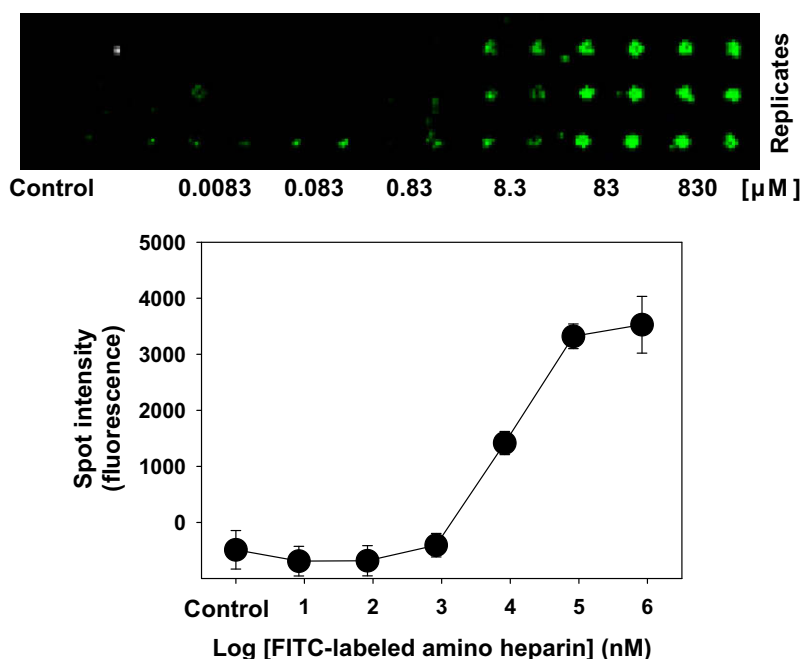 Replicates
Control 0.0083 0.083 0.83 8.3 83 830 [µM ]
5000
4000
3000
2000
1000
0
Spot intensity
(fluorescence)
Control 1 2 3 4 5 6
Log [FITC-labeled amino heparin] (nM)